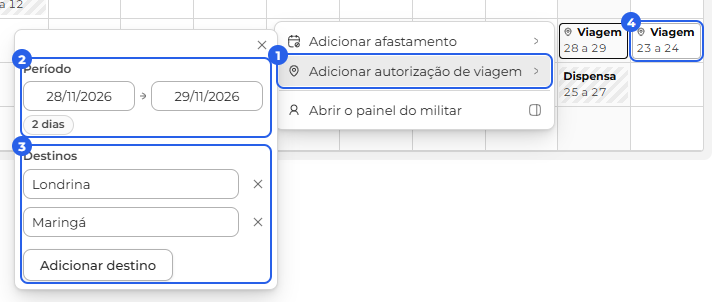 a 12
Adicionar afastamento
1
Adicionar autorização de viagem
Abrir o painel do militar
2
Período
28/11/2026
29/11/2026
2 dias
3
Destinos
Londrina
Maringá
Adicionar destino
Viagem
28 a 29
4
Viagem
23 a 24
Dispensa
25 a 27